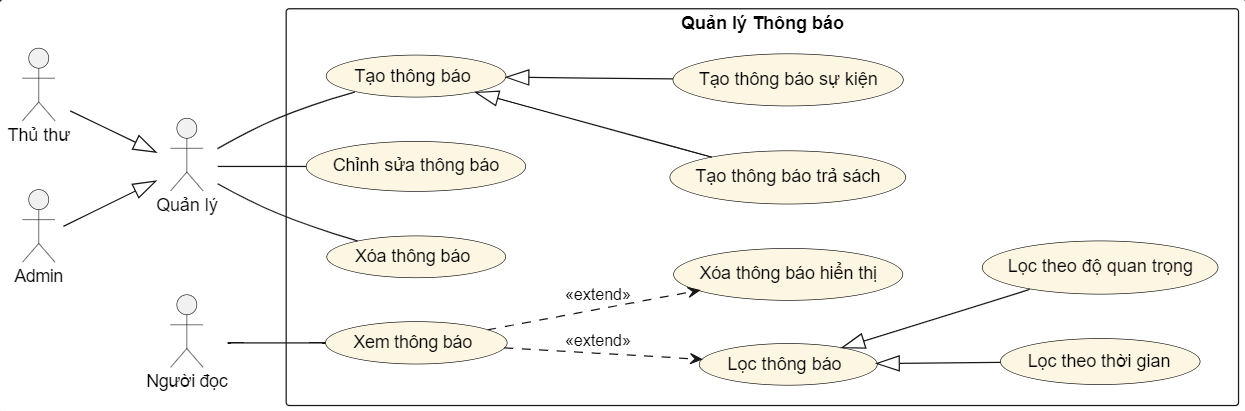 Quản lý Thông báo
Thủ thư
Admin
Quản lý
Người đọc
Tạo thông báo
Tạo thông báo sự kiện
Chỉnh sửa thông báo
Tạo thông báo trả sách
Xóa thông báo
Xóa thông báo hiển thị
Lọc theo độ quan trọng
«extend»
Xem thông báo
«extend»
Lọc thông báo
Lọc theo thời gian